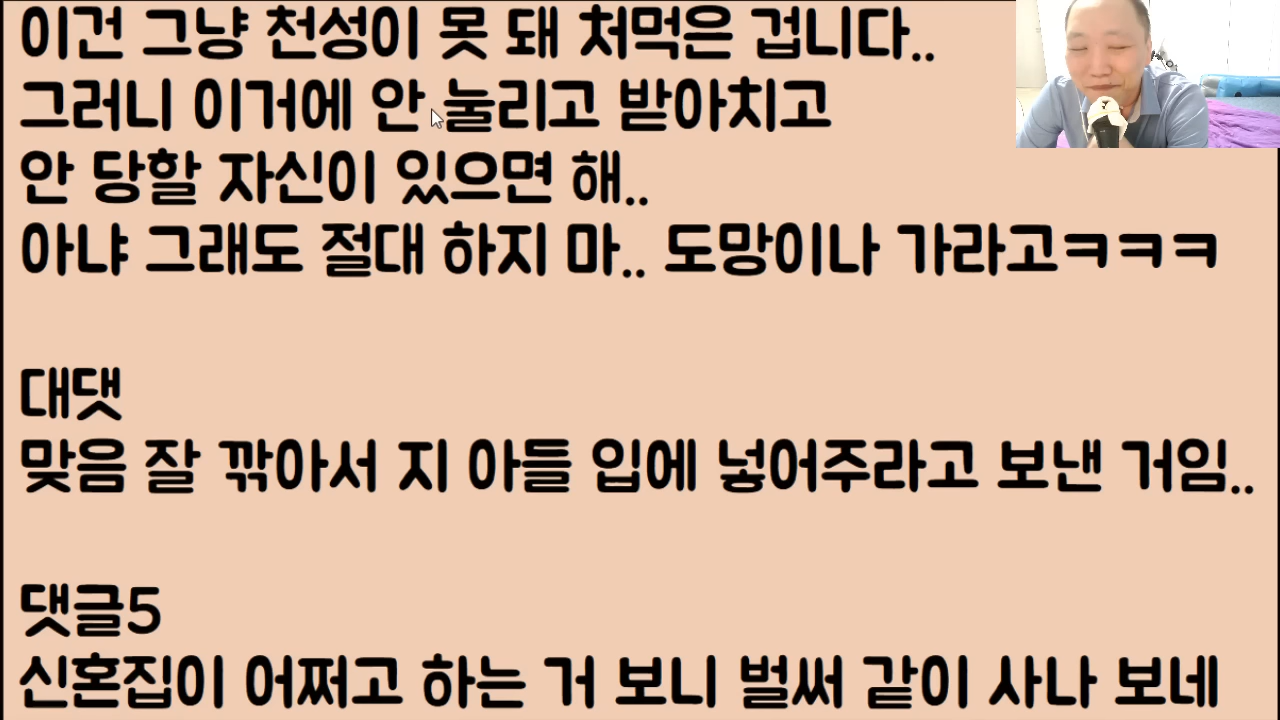 이건 그냥 천성이 못 돼 처먹은 겁니다..
그러니 이거에 안 눌리고 받아치고
안 당할 자신이 있으면 해..
아냐 그래도 절대 하지 마.. 도망이나 가라고ㅋㅋㅋ
대댓
맞음 잘 깎아서 지 아들 입에 넣어주라고 보낸 거임..
댓글5
신혼집이 어쩌고 하는 거 보니 벌써 같이 사나 보네